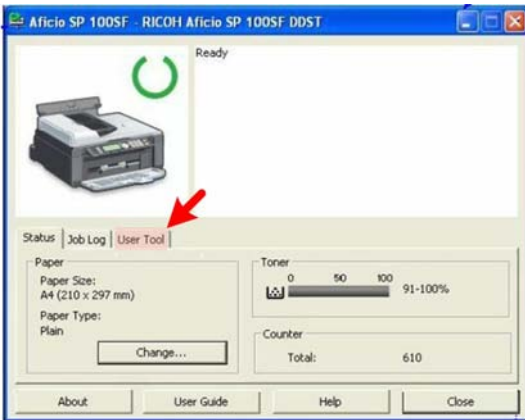 Aficio SP 100SF - RICOH Aficio SP 100SF DDST
Ready
Status
Job Log
User Tool
Paper
Paper Size:
A4 (210 x 297 mm)
Paper Type:
Plain
Change...
Toner
0 50 100
91-100%
Counter
Total: 610
About
User Guide
Help
Close